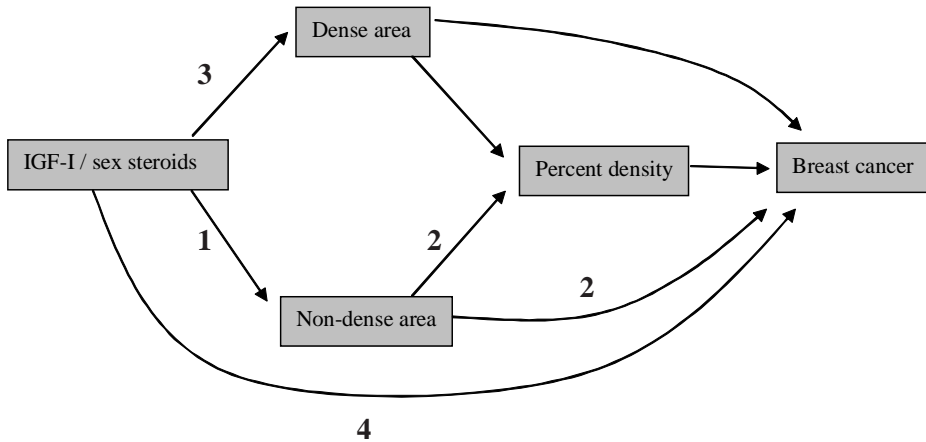 Dense area
3
IGF-I / sex steroids
Percent density
Breast cancer
1
2
2
Non-dense area
4